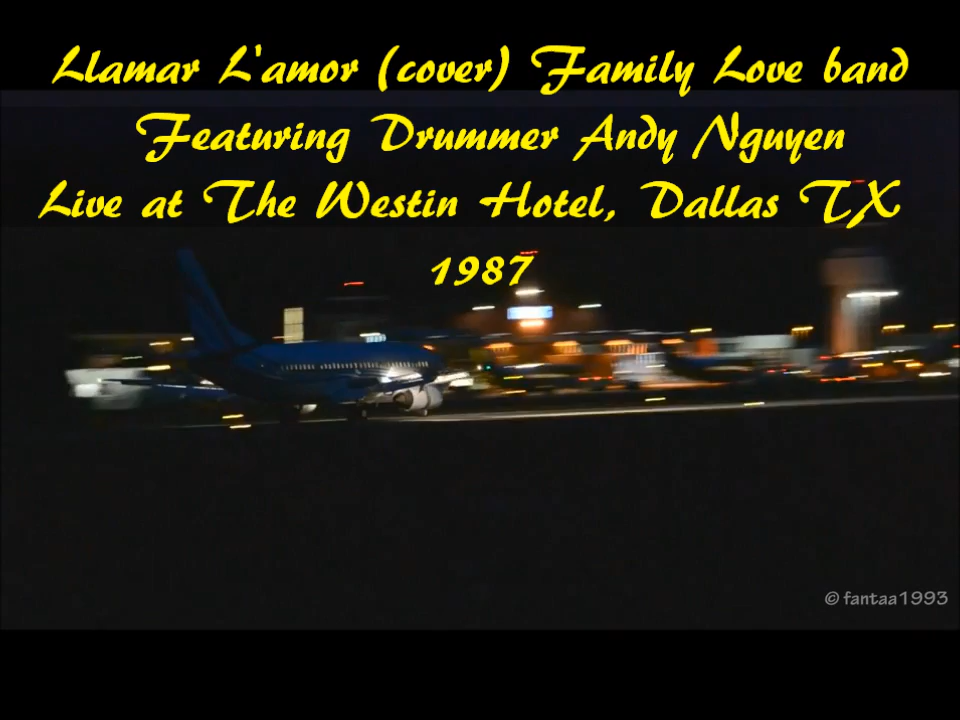 Llamar L'amor (cover) Family Love band
Featuring Drummer Andy Nguyen
Live at The Westin Hotel, Dallas TX
1987
© fantaa1993